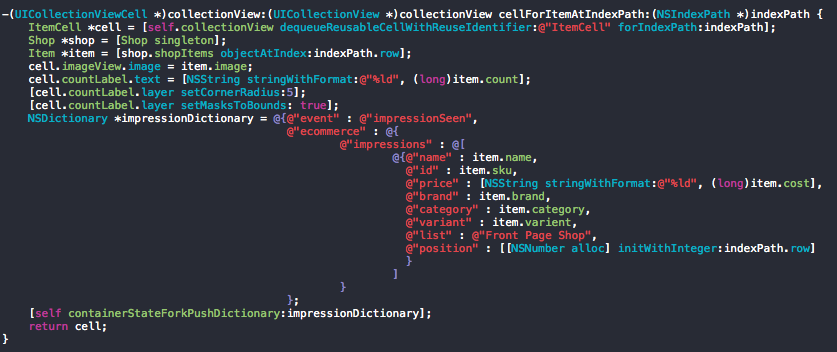 -(UICollectionViewCell *)collectionView:(UICollectionView *)collectionView cellForItemAtIndexPath:(NSIndexPath *)indexPath {
    ItemCell *cell = [self.collectionView dequeueReusableCellWithReuseIdentifier:@"ItemCell" forIndexPath:indexPath];
    Shop *shop = [Shop singleton];
    Item *item = [shop.shopItems objectAtIndex:indexPath.row];
    cell.imageView.image = item.image;
    cell.countLabel.text = [NSString stringWithFormat:@"%ld", (long)item.count];
    [cell.countLabel.layer setCornerRadius:5];
    [cell.countLabel.layer setMasksToBounds: true];
    NSDictionary *impressionDictionary = @{@"event" : @"impressionSeen",
                                           @"ecommerce" : @{
                                                   @"impressions" : @[
                                                           @{@"name" : item.name,
                                                             @"id" : item.sku,
                                                             @"price" : [NSString stringWithFormat:@"%ld", (long)item.cost],
                                                             @"brand" : item.brand,
                                                             @"category" : item.category,
                                                             @"variant" : item.varient,
                                                             @"list" : @"Front Page Shop",
                                                             @"position" : [[NSNumber alloc] initWithInteger:indexPath.row]
                                                             }
                                                           ]
                                                   }
                                           };
    [self containerStateForkPushDictionary:impressionDictionary];
    return cell;
}